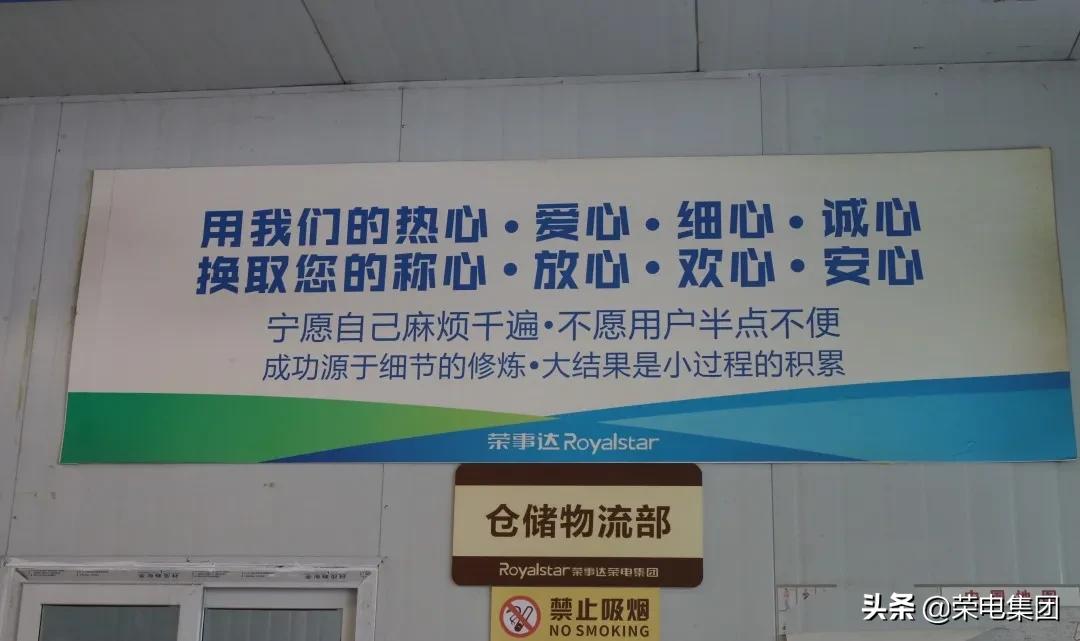 用我们的热心·爱心·细心·诚心
换取您的称心·放心·欢心·安心
宁愿自己麻烦千遍·不愿用户半点不便
成功源于细节的修炼·大结果是小过程的积累
荣事达 Royalstar
仓储物流部
Royalstar 荣事达荣电集团
禁止吸烟
NO SMOKING
中国地图
头条 @荣电集团